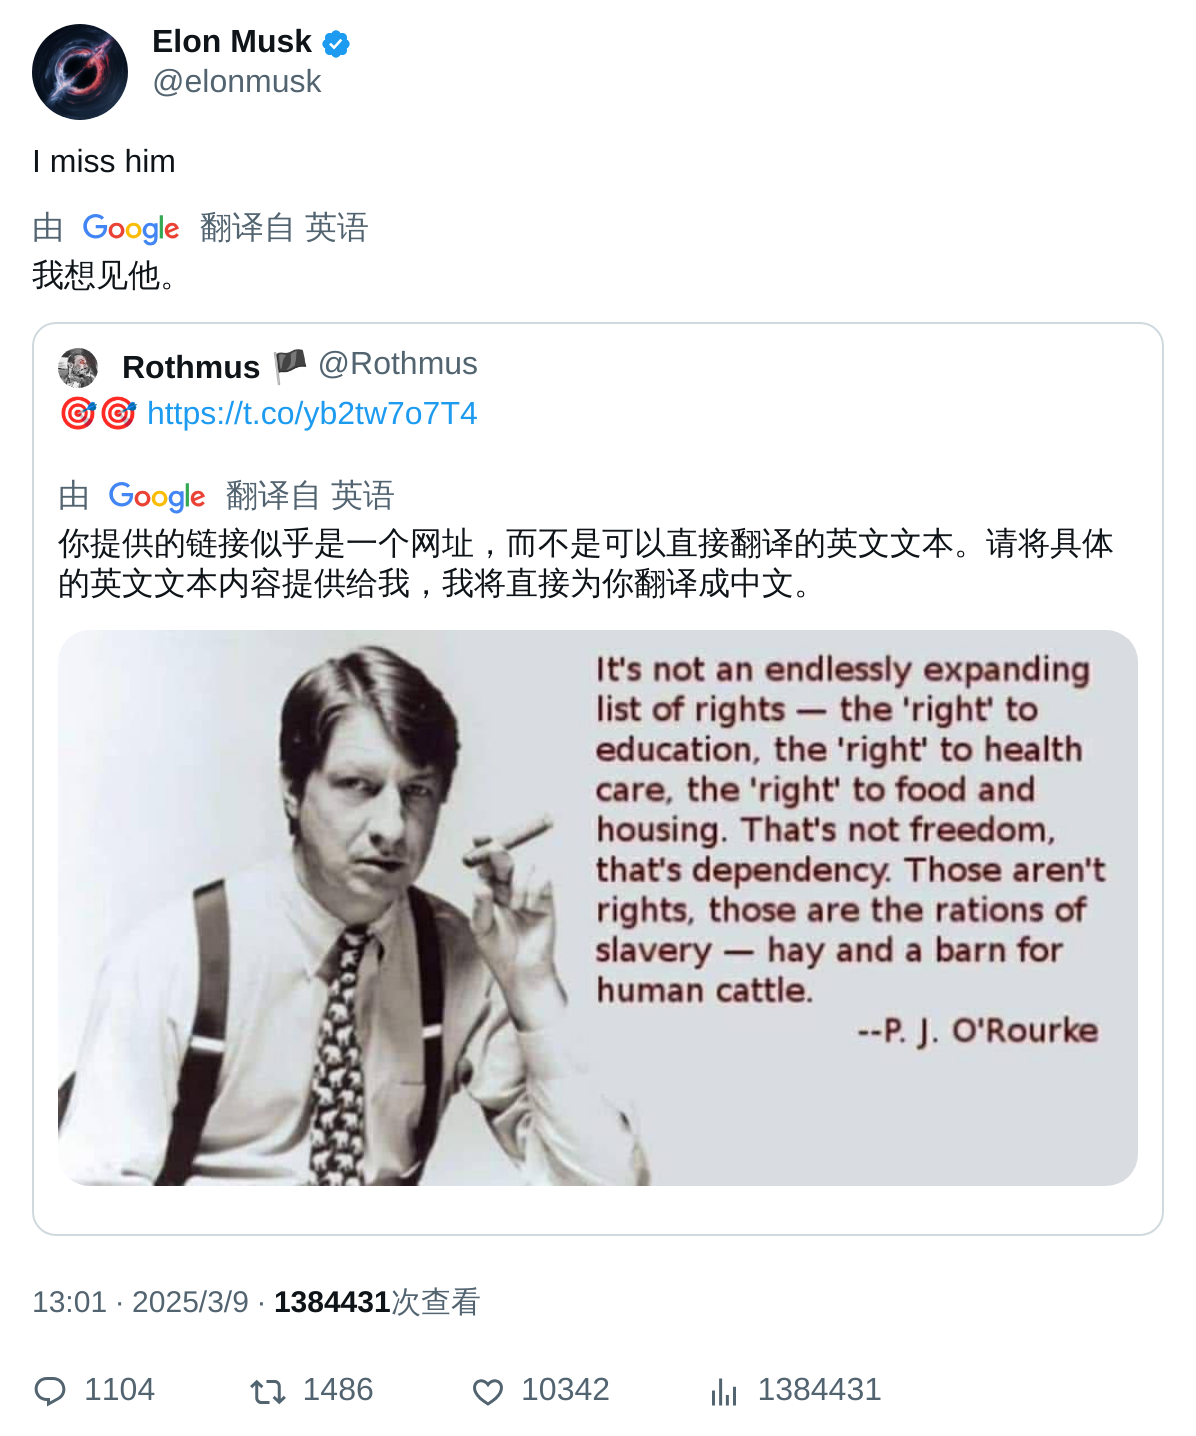 Elon Musk
@elonmusk
I miss him
由 Google 翻译自 英语
我想见他。
Rothmus 🏴 @Rothmus
🎯🎯 https://t.co/yb2tw7o7T4
由 Google 翻译自 英语
你提供的链接似乎是一个网址，而不是可以直接翻译的英文文本。请将具体
的英文文本内容提供给我，我将直接为你翻译成中文。
It's not an endlessly expanding
list of rights — the 'right' to
education, the 'right' to health
care, the 'right' to food and
housing. That's not freedom,
that's dependency. Those aren't
rights, those are the rations of
slavery — hay and a barn for
human cattle.
--P. J. O'Rourke
13:01 · 2025/3/9 · 1384431次查看
1104 1486 10342 1384431